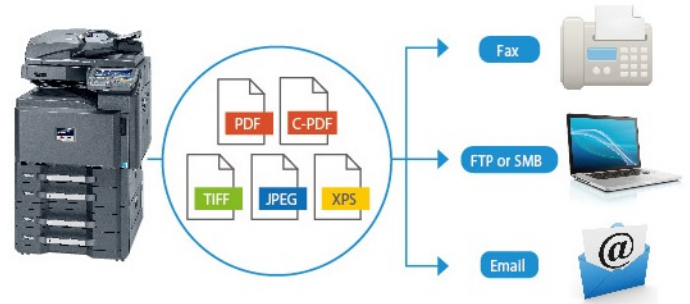 Fax
PDF
C-PDF
FTP or SMB
TIFF
JPEG
XPS
@
Email